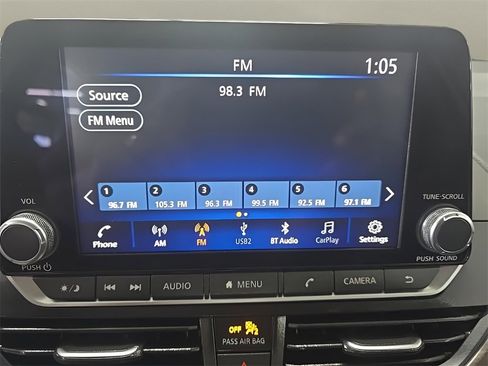 FM
1:05
Source
98.3 FM
FM Menu
1 2 3 4 5 6
96.7 FM 105.3 FM 96.3 FM 99.5 FM 92.5 FM 97.1 FM
VOL
TUNE·SCROLL
Phone AM FM USB2 BT Audio CarPlay Settings
PUSH
PUSH SOUND
AUDIO MENU CAMERA
OFF
PASS AIR BAG